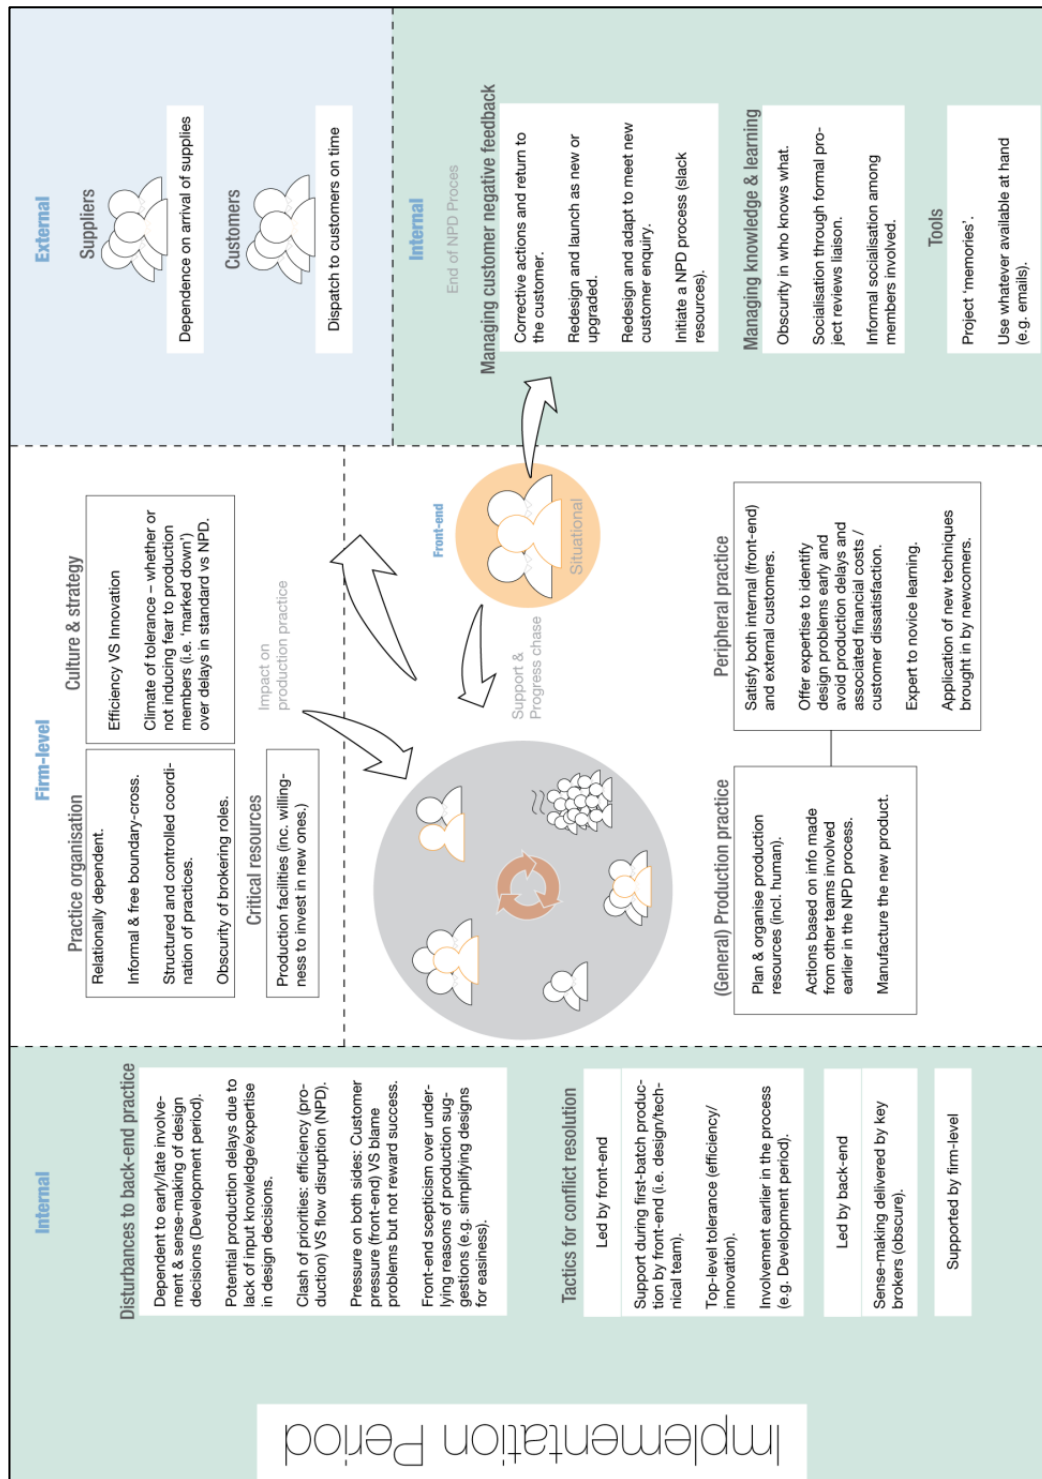 Implementation Period
Internal
Disturbances to back-end practice
Dependent to early/late involve-
ment & sense-making of design
decisions (Development period).
Potential production delays due to
lack of input knowledge/expertise
in design decisions.
Clash of priorities: efficiency (pro-
duction) VS flow disruption (NPD).
Pressure on both sides: Customer
pressure (front-end) VS blame
problems but not reward success.
Front-end scepticism over under-
lying reasons of production sug-
gestions (e.g. simplifying designs
for easiness).
Tactics for conflict resolution
Led by front-end
Support during first-batch produc-
tion by front-end (i.e. design/tech-
nical team).
Top-level tolerance (efficiency/
innovation).
Involvement earlier in the process
(e.g. Development period).
Led by back-end
Sense-making delivered by key
brokers (obscure).
Supported by firm-level
Firm-level
Practice organisation
Relationally dependent.
Informal & free boundary-cross.
Structured and controlled coordi-
nation of practices.
Obscurity of brokering roles.
Critical resources
Production facilities (inc. willing-
ness to invest in new ones.)
Culture & strategy
Efficiency VS Innovation
Climate of tolerance – whether or
not inducing fear to production
members (i.e. 'marked down')
over delays in standard vs NPD.
Impact on
production practice
Front-end
Situational
Support &
Progress chase
(General) Production practice
Plan & organise production
resources (incl. human).
Actions based on info made
from other teams involved
earlier in the NPD process.
Manufacture the new product.
Peripheral practice
Satisfy both internal (front-end)
and external customers.
Offer expertise to identify
design problems early and
avoid production delays and
associated financial costs /
customer dissatisfaction.
Expert to novice learning.
Application of new techniques
brought in by newcomers.
External
Suppliers
Dependence on arrival of supplies
Customers
Dispatch to customers on time
Internal
End of NPD Proces
Managing customer negative feedback
Corrective actions and return to
the customer.
Redesign and launch as new or
upgraded.
Redesign and adapt to meet new
customer enquiry.
Initiate a NPD process (slack
resources).
Managing knowledge & learning
Obscurity in who knows what.
Socialisation through formal pro-
ject reviews liaison.
Informal socialisation among
members involved.
Tools
Project 'memories'.
Use whatever available at hand
(e.g. emails).